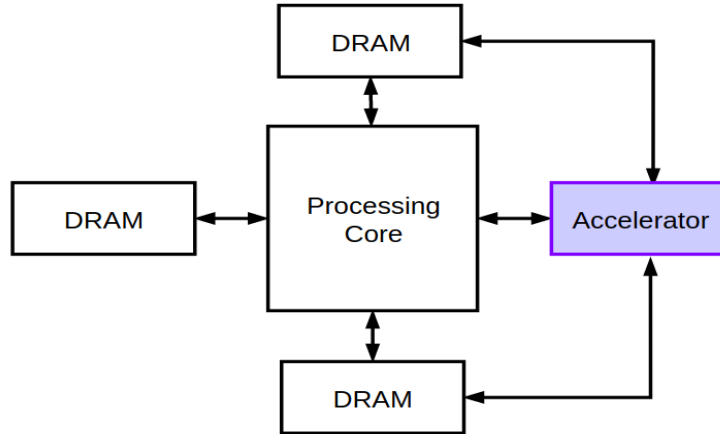 DRAM
DRAM
Processing
Core
Accelerator
DRAM